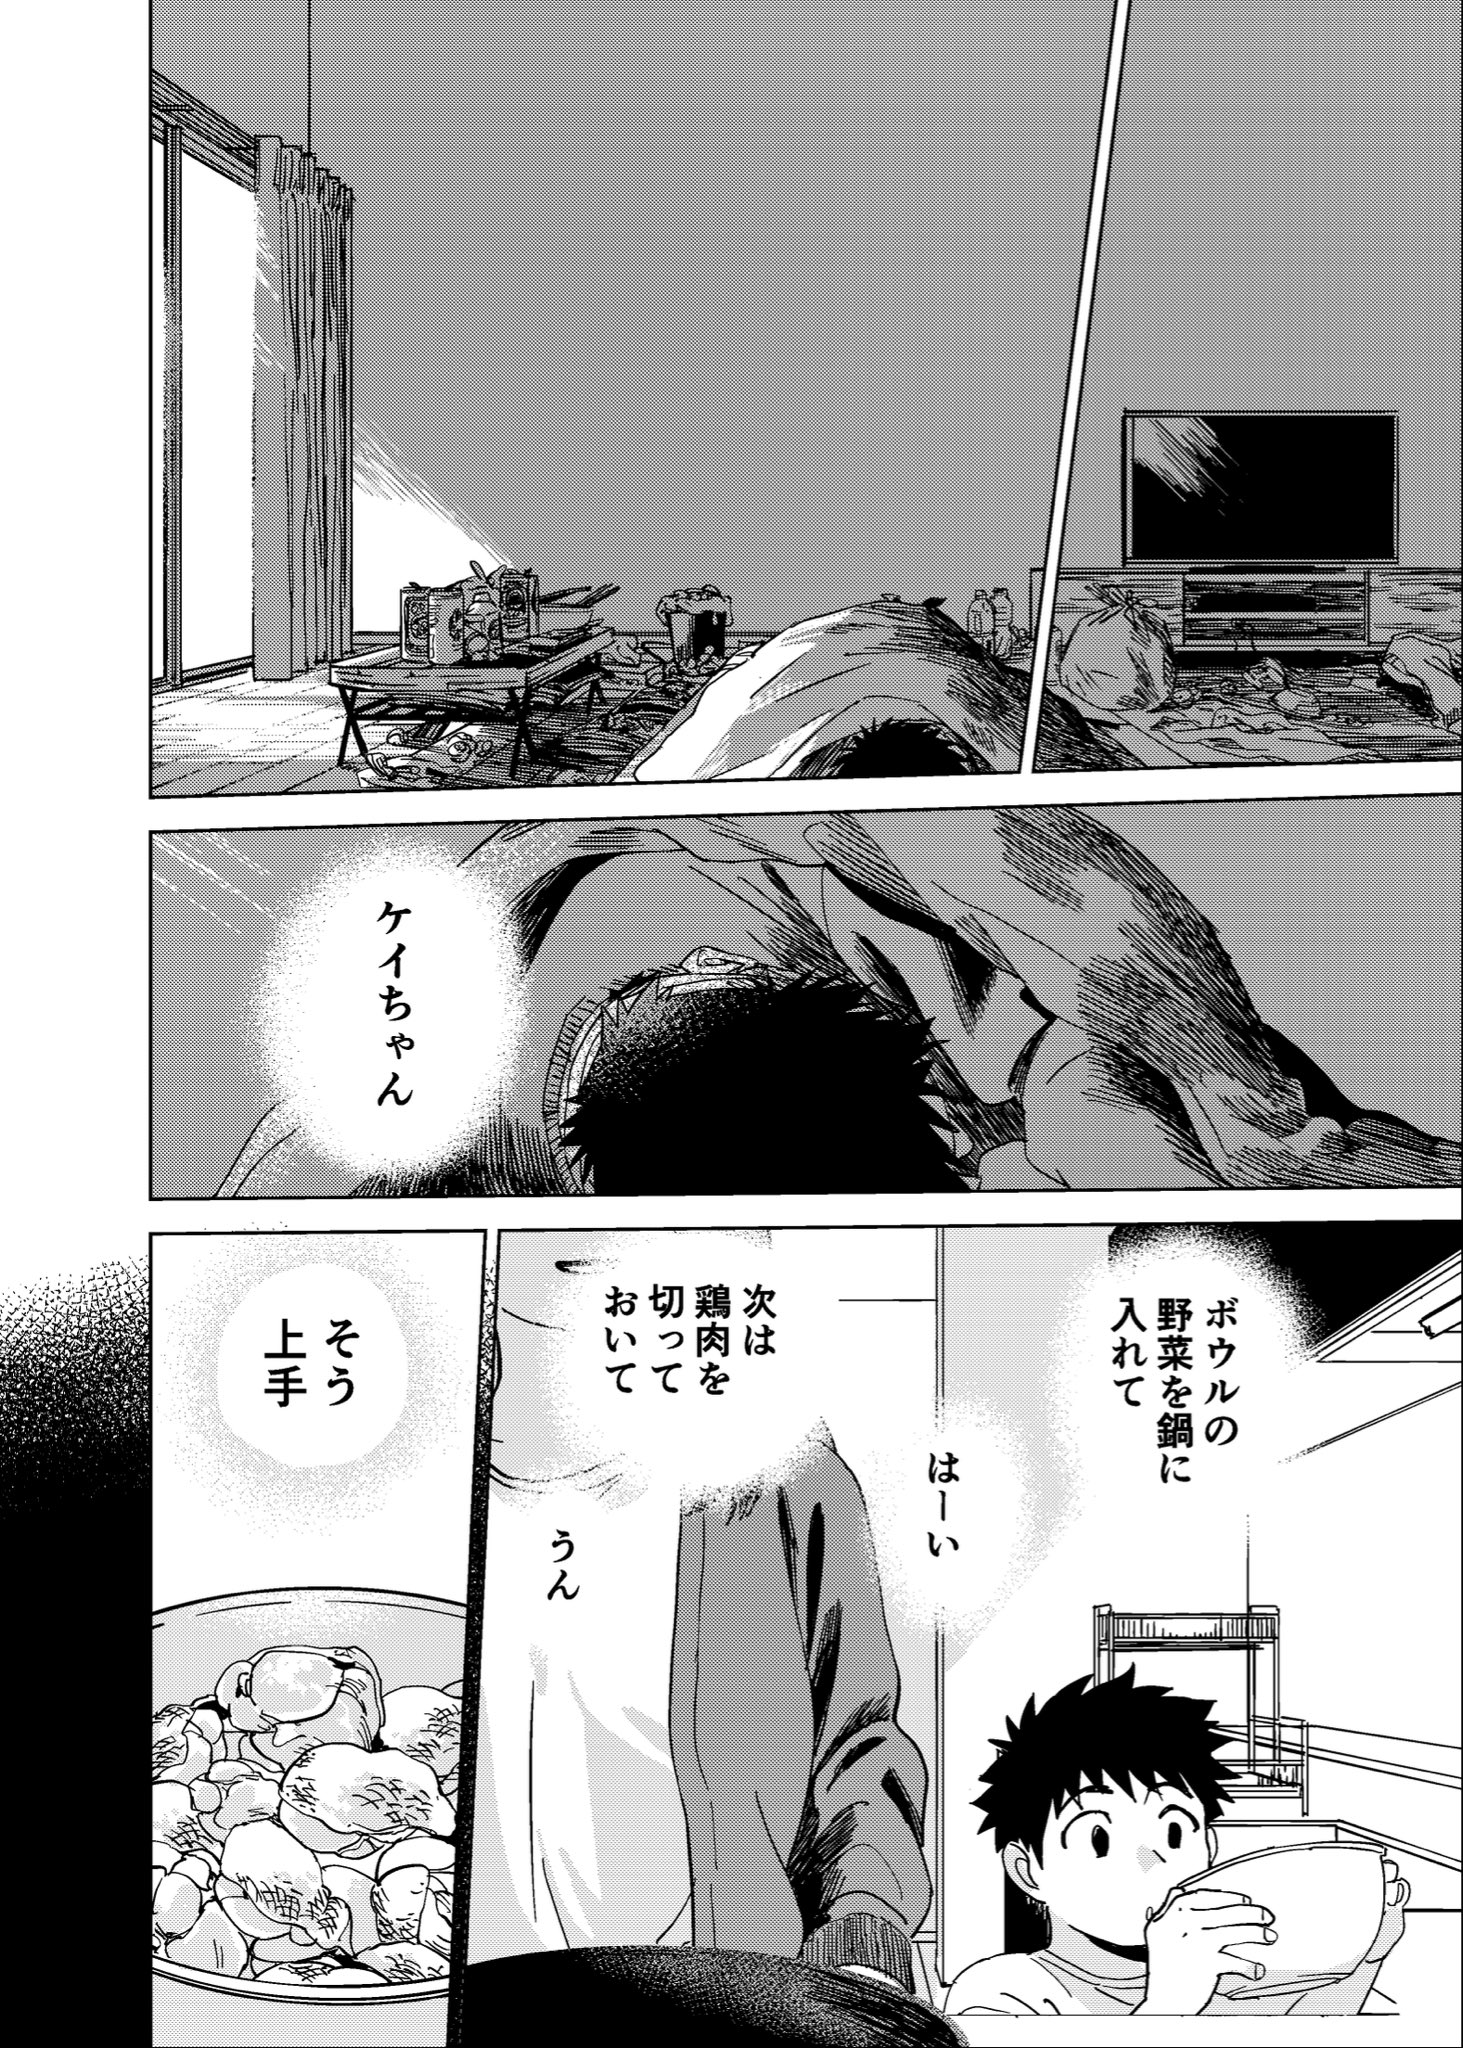 ケイちゃん
ボウルの
野菜を鍋に
入れて
はーい
次は
鶏肉を
切って
おいて
うん
そう
上手